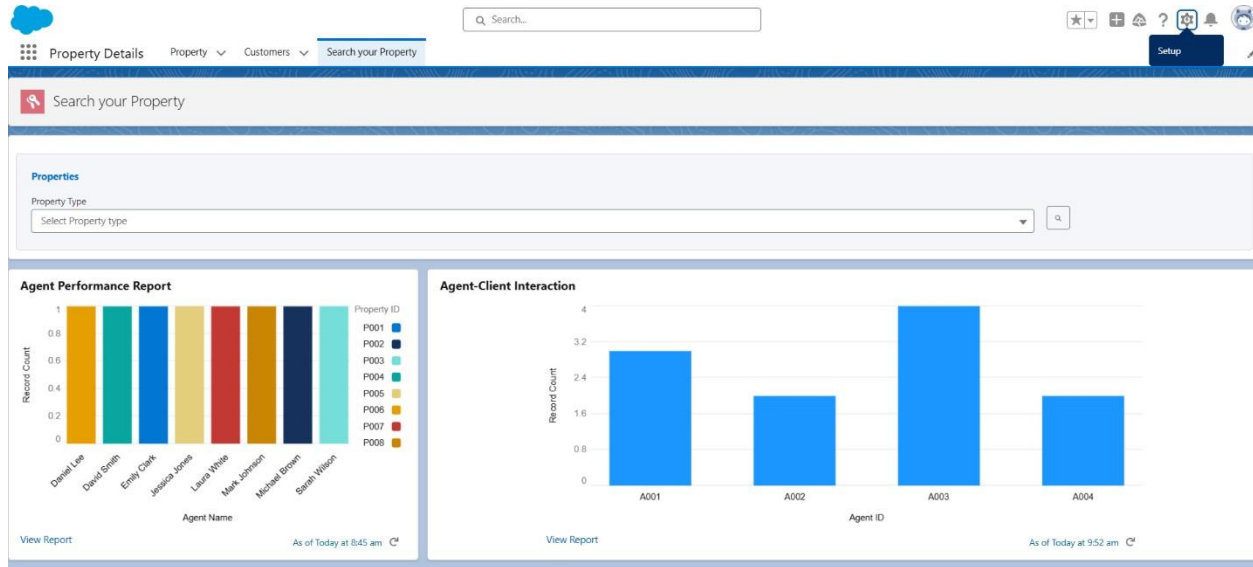 Search...
Setup
Property Details Property Customers Search your Property
Search your Property
Properties
Property Type
Select Property type
Agent Performance Report
Record Count
1
0.8
0.6
0.4
0.2
0
Property ID
P001
P002
P003
P004
P005
P006
P007
P008
Daniel Lee
David Smith
Emily Clark
Jessica Jones
Laura White
Mark Johnson
Michael Brown
Sarah Wilson
Agent Name
View Report As of Today at 8:45 am
Agent-Client Interaction
Record Count
4
3.2
2.4
1.6
0.8
0
A001 A002 A003 A004
Agent ID
View Report As of Today at 9:52 am